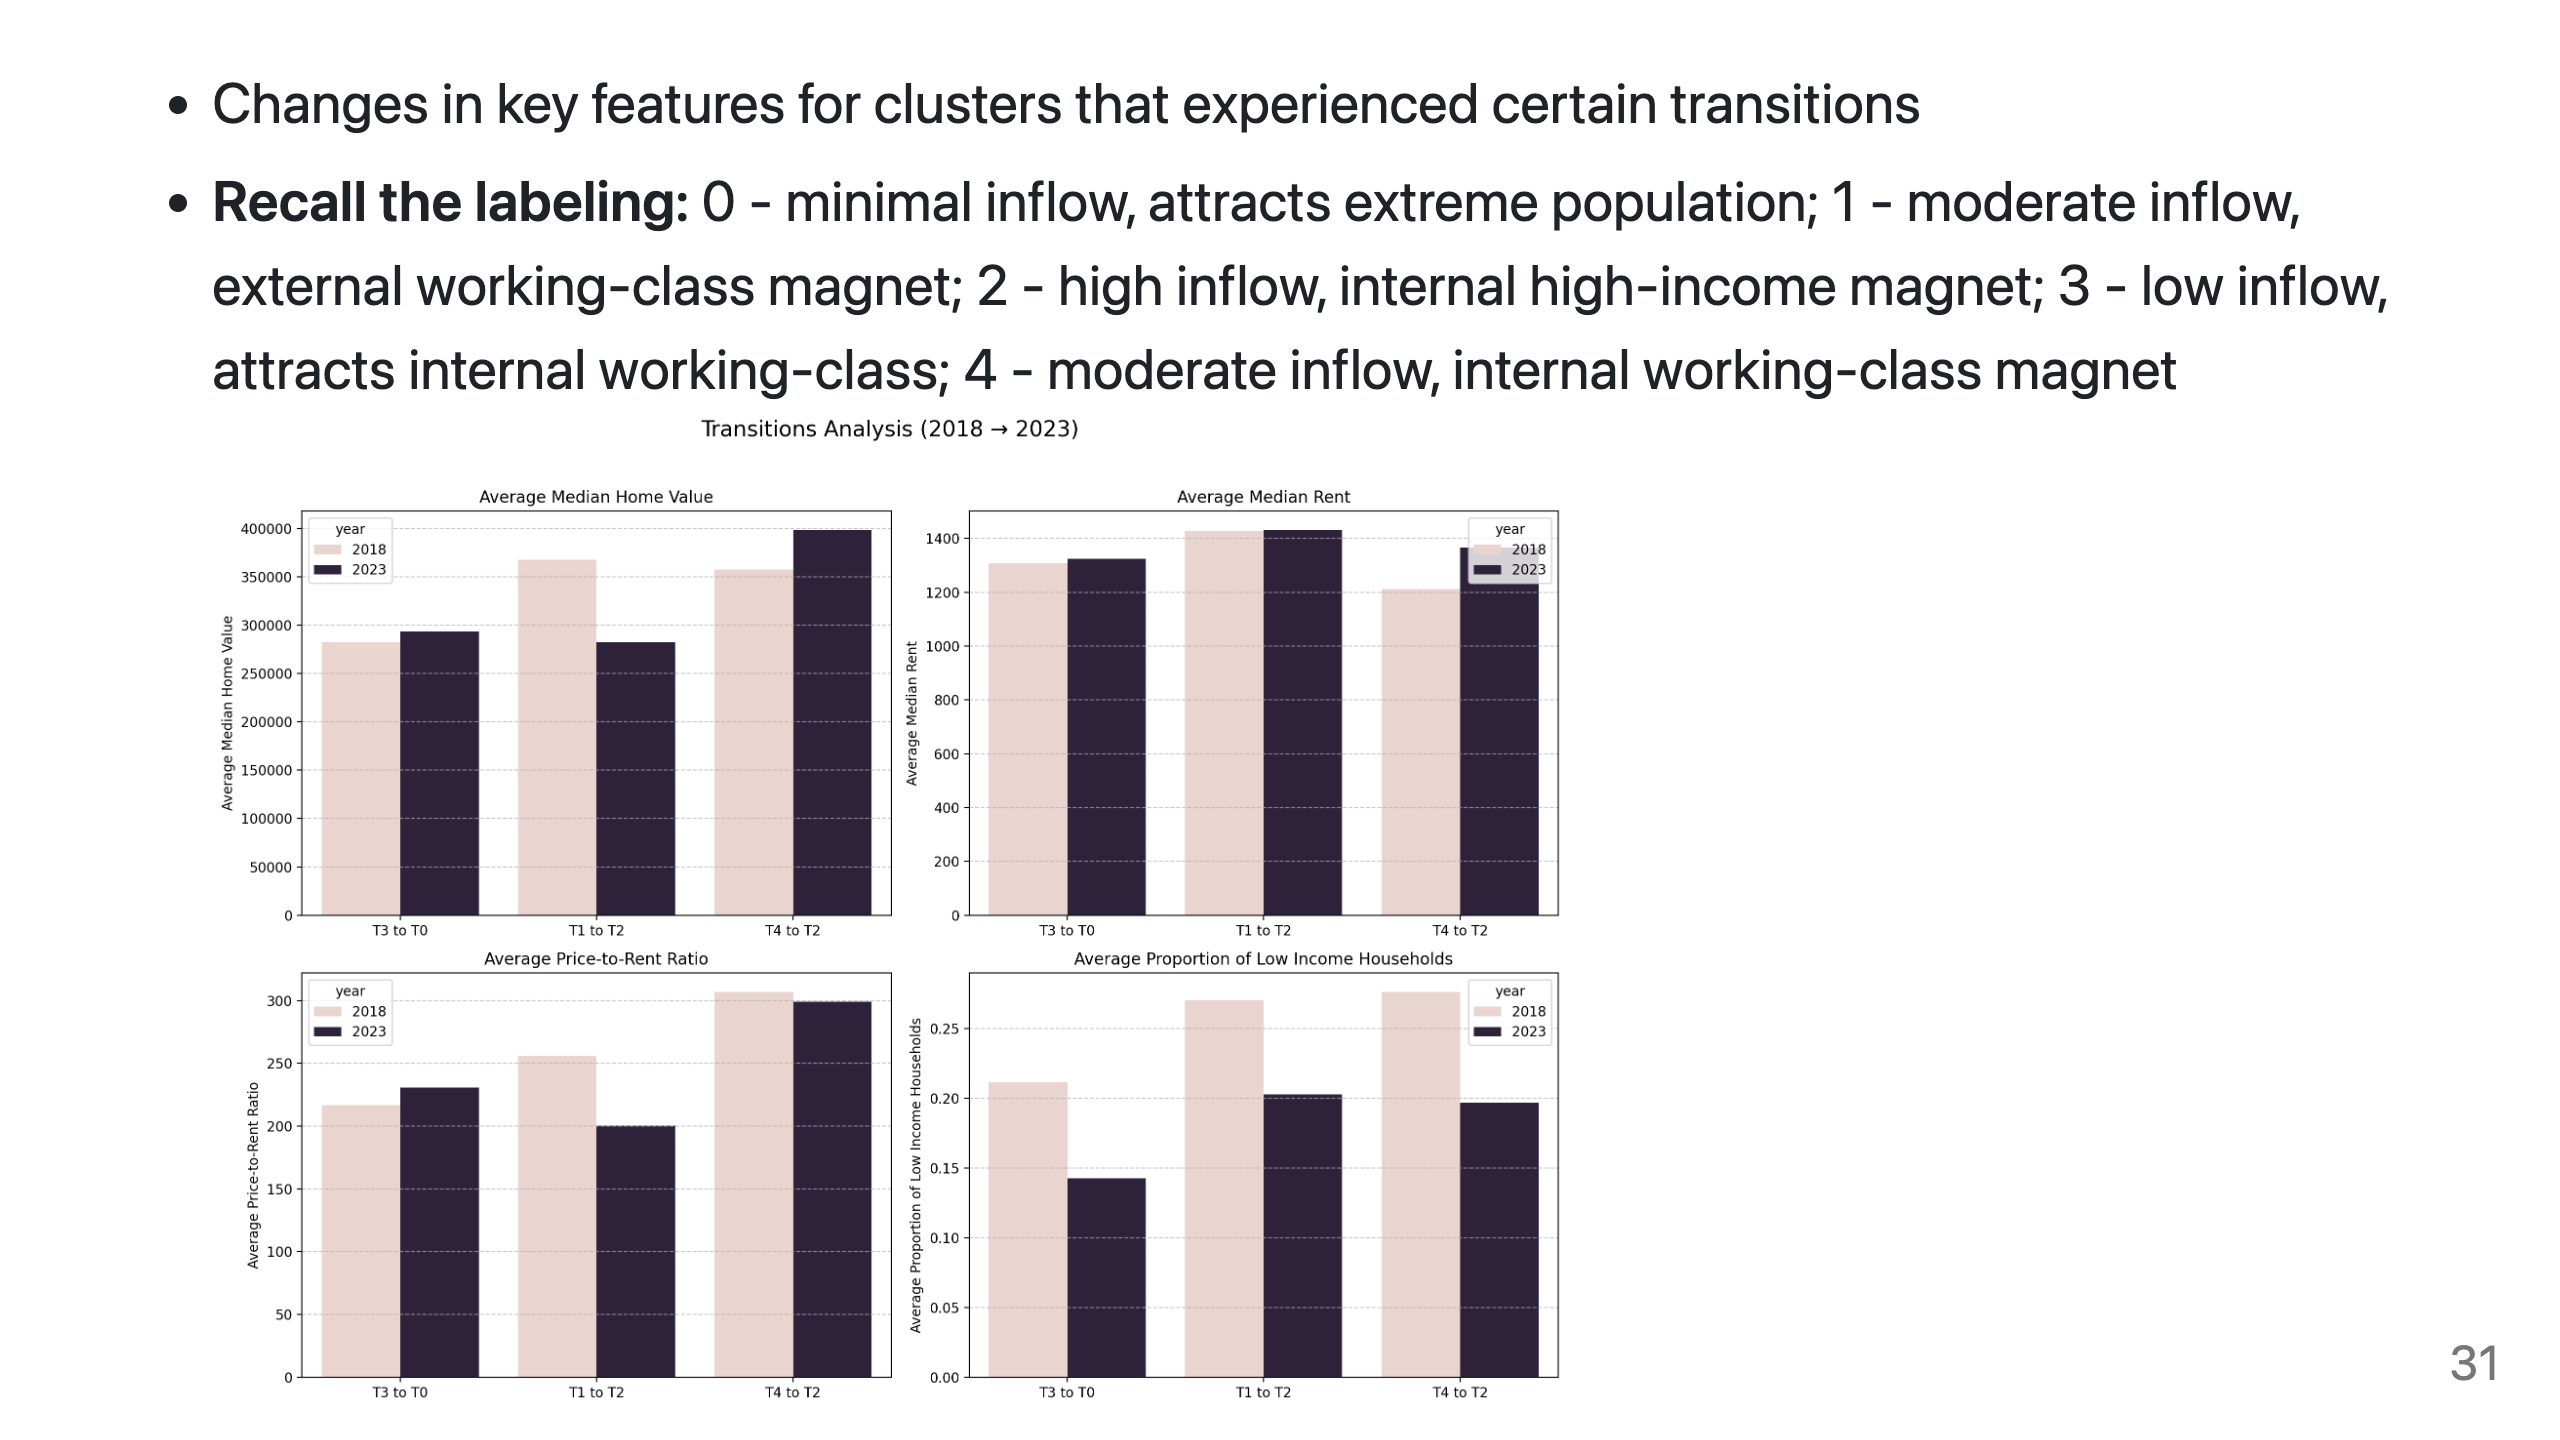 • Changes in key features for clusters that experienced certain transitions
• Recall the labeling: 0 - minimal inflow, attracts extreme population; 1 - moderate inflow,
external working-class magnet; 2 - high inflow, internal high-income magnet; 3 - low inflow,
attracts internal working-class; 4 - moderate inflow, internal working-class magnet
Transitions Analysis (2018 → 2023)
Average Median Home Value
Average Median Home Value
400000
350000
300000
250000
200000
150000
100000
50000
0
year
2018
2023
T3 to T0 T1 to T2 T4 to T2
Average Median Rent
Average Median Rent
1400
1200
1000
800
600
400
200
0
year
2018
2023
T3 to T0 T1 to T2 T4 to T2
Average Price-to-Rent Ratio
Average Price-to-Rent Ratio
300
250
200
150
100
50
0
year
2018
2023
T3 to T0 T1 to T2 T4 to T2
Average Proportion of Low Income Households
Average Proportion of Low Income Households
0.25
0.20
0.15
0.10
0.05
0.00
year
2018
2023
T3 to T0 T1 to T2 T4 to T2
31